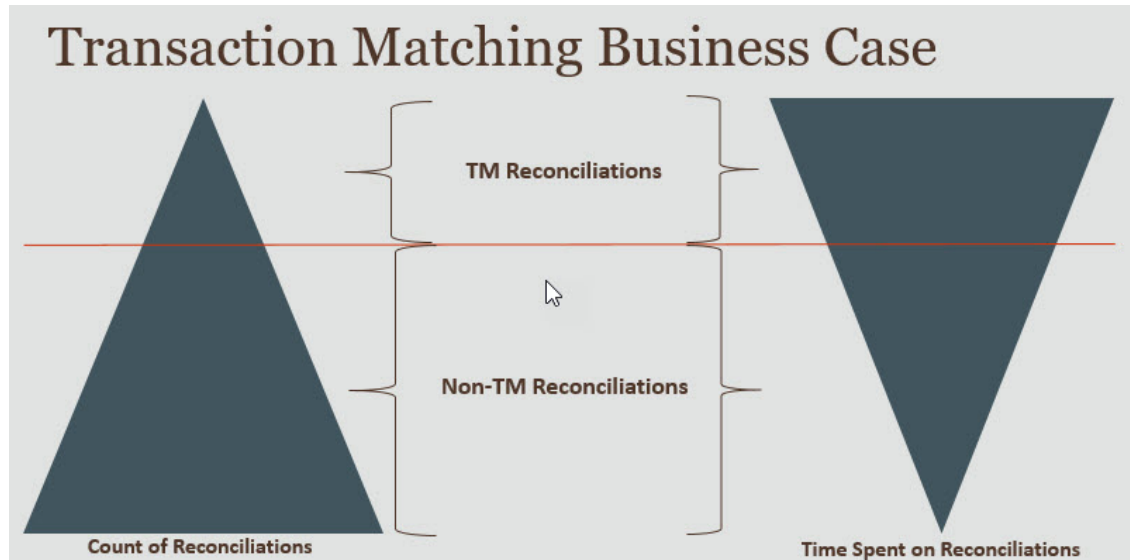 Transaction Matching Business Case
TM Reconciliations
Non-TM Reconciliations
Count of Reconciliations
Time Spent on Reconciliations